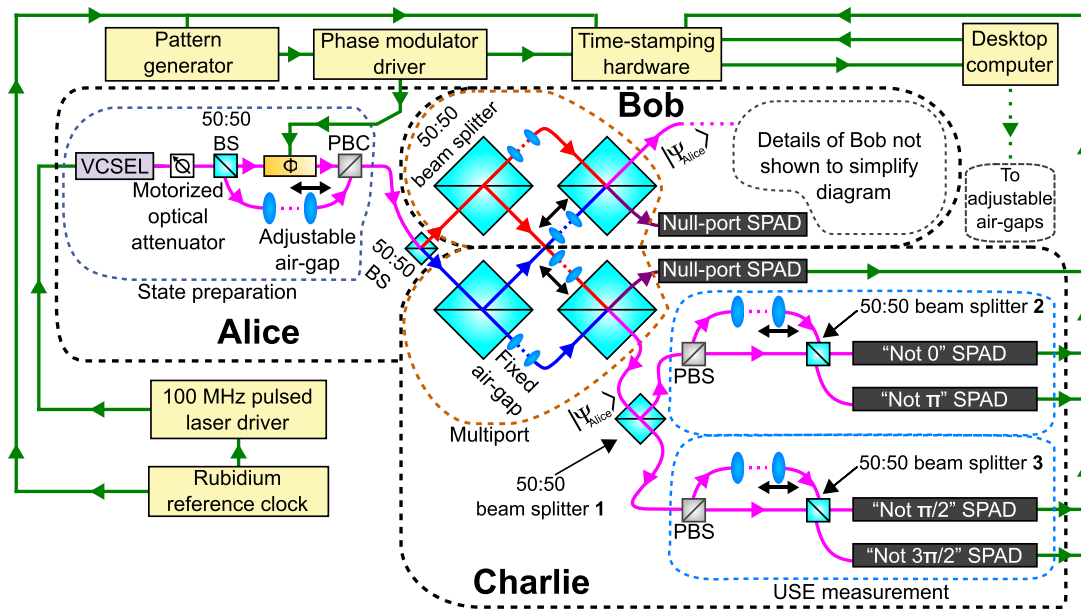 Pattern
generator
Phase modulator
driver
Time-stamping
hardware
Desktop
computer
Bob
50:50
BS
Φ
PBC
VCSEL
Motorized
optical
attenuator
Adjustable
air-gap
State preparation
Alice
50:50
beam splitter
50:50
BS
|Ψ Alice⟩
Details of Bob not
shown to simplify
diagram
To
adjustable
air-gaps
Null-port SPAD
Null-port SPAD
Fixed
air-gap
Multiport
|Ψ Alice⟩
50:50
beam splitter 1
PBS
50:50 beam splitter 2
“Not 0” SPAD
“Not π” SPAD
50:50 beam splitter 3
PBS
“Not π/2” SPAD
“Not 3π/2” SPAD
USE measurement
100 MHz pulsed
laser driver
Rubidium
reference clock
Charlie